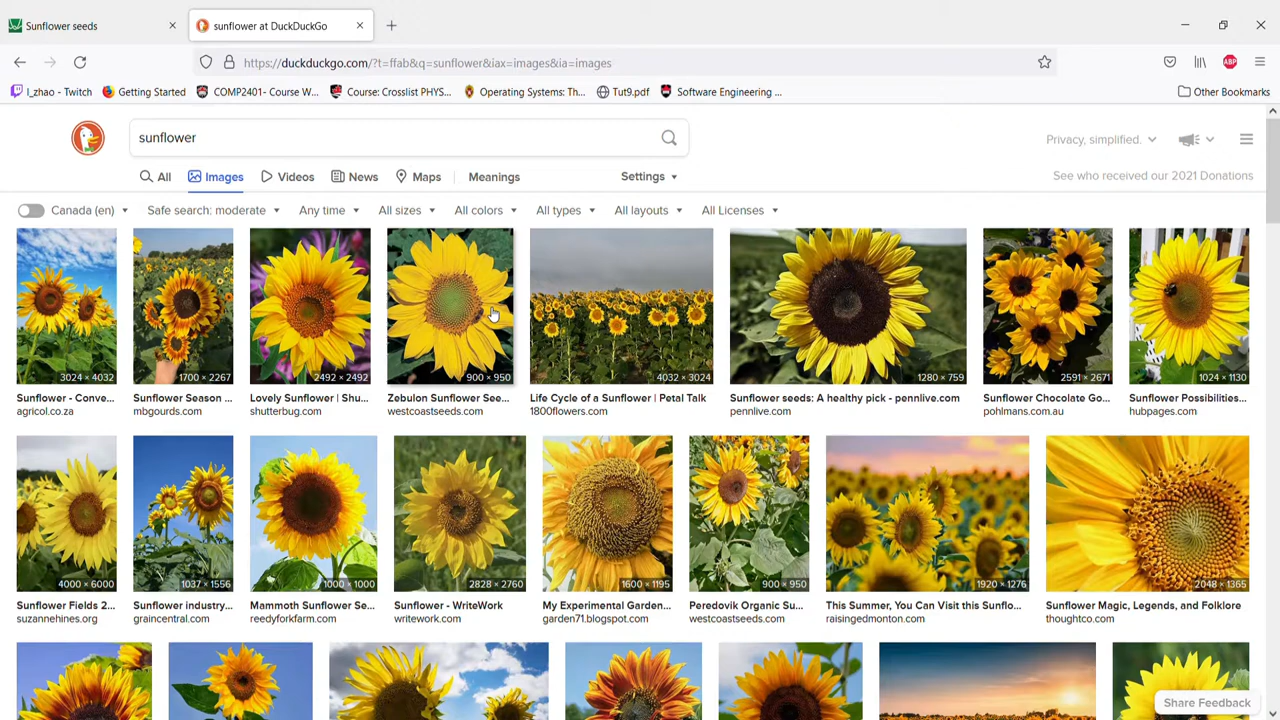 Sunflower seeds
sunflower at DuckDuckGo
https://duckduckgo.com/?t=ffab&q=sunflower&iax=images&ia=images
ABP
l_zhao - Twitch
Getting Started
COMP2401- Course W...
Course: Crosslist PHYS...
Operating Systems: Th...
Tut9.pdf
Software Engineering ...
Other Bookmarks
sunflower
Privacy, simplified.
All
Images
Videos
News
Maps
Meanings
Settings
See who received our 2021 Donations
Canada (en)
Safe search: moderate
Any time
All sizes
All colors
All types
All layouts
All Licenses
3024 × 4032
1700 × 2267
2492 × 2492
900 × 950
4032 × 3024
1280 × 759
2591 × 2671
1024 × 1130
Sunflower - Conve...
Sunflower Season ...
Lovely Sunflower | Shu...
Zebulon Sunflower See...
Life Cycle of a Sunflower | Petal Talk
Sunflower seeds: A healthy pick - pennlive.com
Sunflower Chocolate Go...
Sunflower Possibilities...
agricol.co.za
mbgourds.com
shutterbug.com
westcoastseeds.com
1800flowers.com
pennlive.com
pohlmans.com.au
hubpages.com
4000 × 6000
1037 × 1556
1000 × 1000
2828 × 2760
1600 × 1195
900 × 950
1920 × 1276
2048 × 1365
Sunflower Fields 2...
Sunflower industry...
Mammoth Sunflower Se...
Sunflower - WriteWork
My Experimental Garden...
Peredovik Organic Su...
This Summer, You Can Visit this Sunflo...
Sunflower Magic, Legends, and Folklore
suzannehines.org
graincentral.com
reedyforkfarm.com
writework.com
garden71.blogspot.com
westcoastseeds.com
raisingedmonton.com
thoughtco.com
Share Feedback